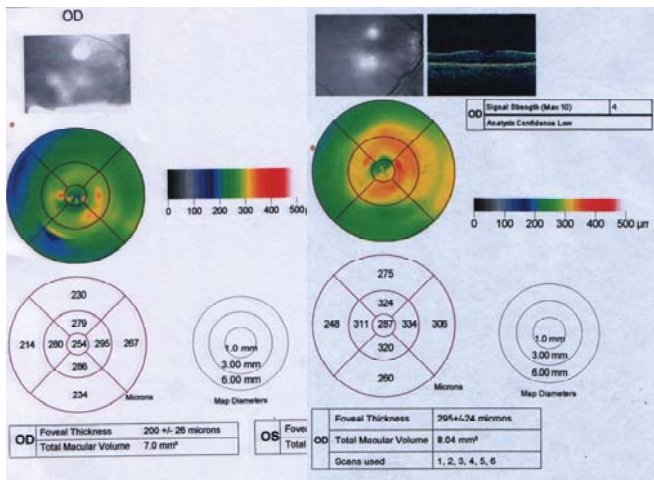 OD
0 100 200 300 400 500
230
279
214 280 254 295 267
286
234
Microns
1.0 mm
3.00 mm
6.00 mm
Map Diameters
OD
Foveal Thickness 200 +/- 26 microns
Total Macular Volume 7.0 mm³
OS
Fove
Total
OD
Signal Strength (Max 10) 4
Analysis Confidence Low
0 100 200 300 400 500 µm
275
324
248 311 287 334 306
320
260
Microns
1.0 mm
3.00 mm
6.00 mm
Map Diameters
OD
Foveal Thickness 295+/-24 microns
Total Macular Volume 8.04 mm³
Scans used 1, 2, 3, 4, 5, 6